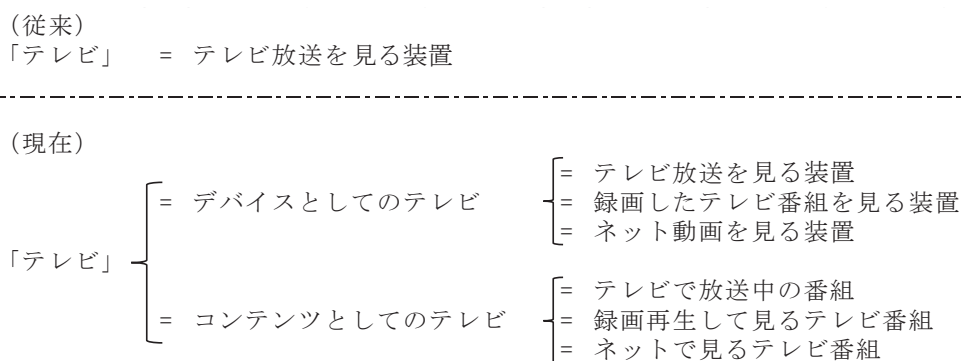 （従来）
「テレビ」 = テレビ放送を見る装置
（現在）
= テレビ放送を見る装置
= デバイスとしてのテレビ = 録画したテレビ番組を見る装置
= ネット動画を見る装置
「テレビ」
= テレビで放送中の番組
= コンテンツとしてのテレビ = 録画再生して見るテレビ番組
= ネットで見るテレビ番組